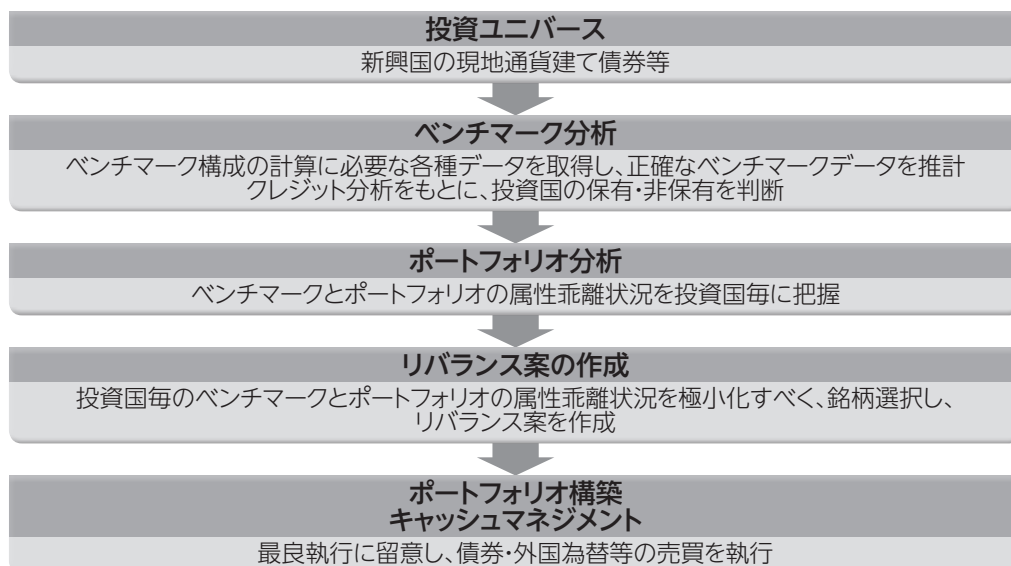 投資ユニバース
新興国の現地通貨建て債券等
ベンチマーク分析
ベンチマーク構成の計算に必要な各種データを取得し、正確なベンチマークデータを推計
クレジット分析をもとに、投資国の保有・非保有を判断
ポートフォリオ分析
ベンチマークとポートフォリオの属性乖離状況を投資国毎に把握
リバランス案の作成
投資国毎のベンチマークとポートフォリオの属性乖離状況を極小化すべく、銘柄選択し、
リバランス案を作成
ポートフォリオ構築
キャッシュマネジメント
最良執行に留意し、債券・外国為替等の売買を執行